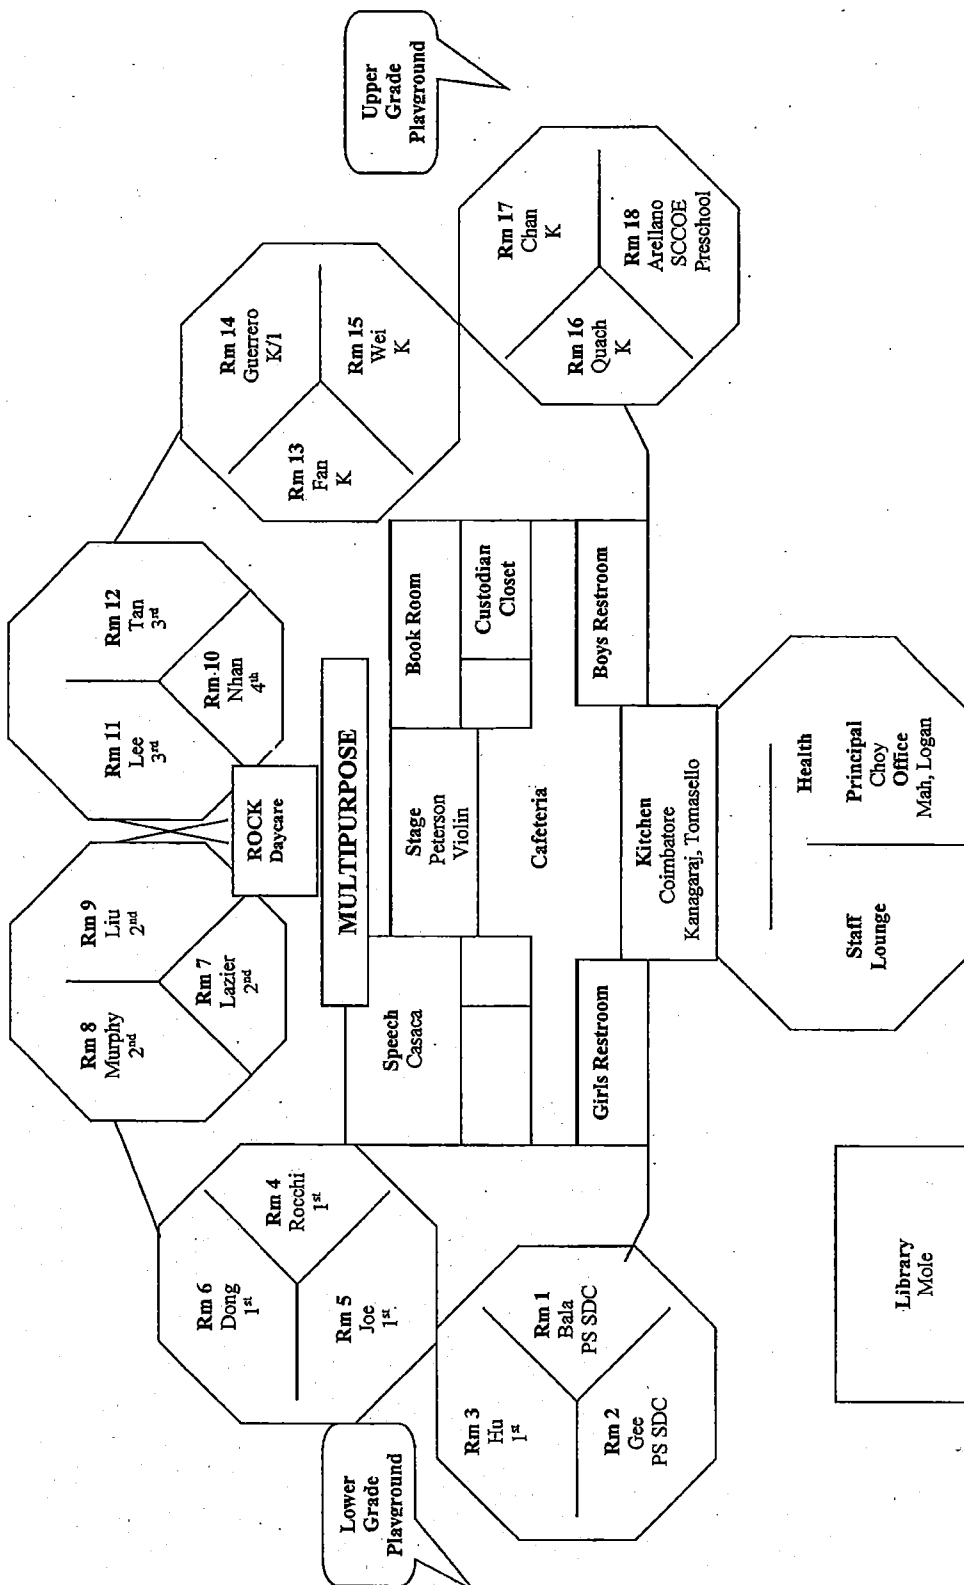 Lower
Grade
Playground
Upper
Grade
Playground
Rm 8
Murphy
2nd
Rm 9
Liu
2nd
Rm 7
Lazier
2nd
Rm 11
Lee
3rd
Rm 12
Tan
3rd
Rm 10
Nhan
4th
ROCK
Daycare
Rm 6
Dong
1st
Rm 4
Rocchi
1st
Rm 5
Joe
1st
Rm 14
Guerrero
K/1
Rm 13
Fan
K
Rm 15
Wei
K
MULTIPURPOSE
Speech
Casaca
Stage
Peterson
Violin
Book Room
Custodian
Closet
Cafeteria
Girls Restroom
Boys Restroom
Kitchen
Coimbatore
Kanagaraj, Tomasello
Rm 3
Hu
1st
Rm 1
Bala
PS SDC
Rm 2
Gee
PS SDC
Rm 17
Chan
K
Rm 16
Quach
K
Rm 18
Arellano
SCCOE
Preschool
Health
Staff
Lounge
Principal
Choy
Office
Mah, Logan
Library
Mole